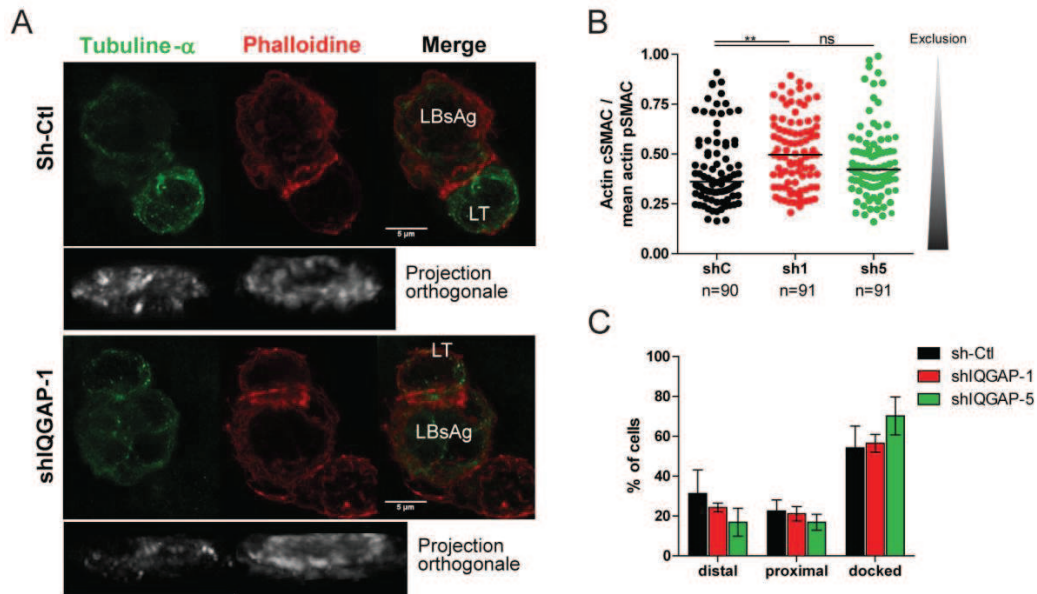 A
Tubuline-α
Phalloidine
Merge
Sh-Ctl
LBsAg
LT
5 µm
Projection
orthogonale
shIQGAP-1
LT
LBsAg
5 µm
Projection
orthogonale
B
**
ns
Exclusion
Actin cSMAC /
mean actin pSMAC
1.00
0.75
0.50
0.25
0.00
shC
sh1
sh5
n=90
n=91
n=91
C
% of cells
100
80
60
40
20
0
distal
proximal
docked
sh-Ctl
shIQGAP-1
shIQGAP-5